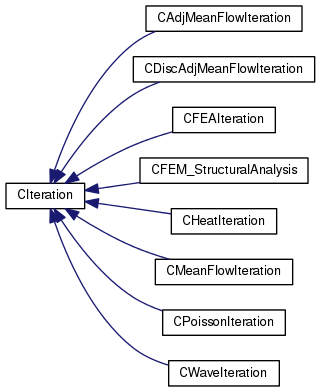 CAdjMeanFlowIteration
CDiscAdjMeanFlowIteration
CFEAIteration
CFEM_StructuralAnalysis
CIteration
CHeatIteration
CMeanFlowIteration
CPoissonIteration
CWaveIteration